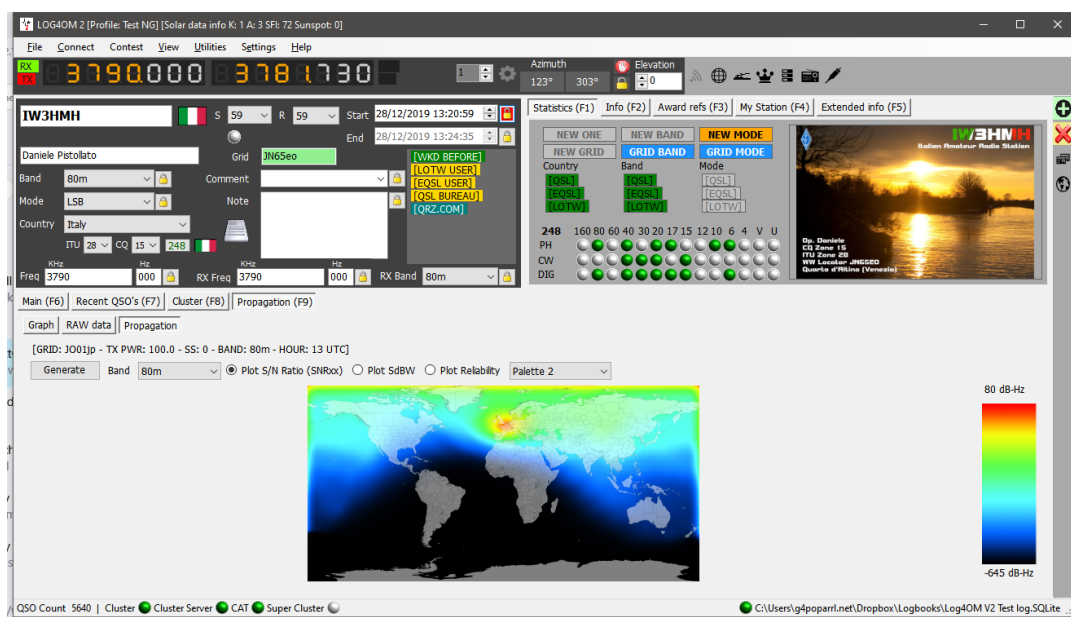 LOG4OM 2 [Profile: Test NG] [Solar data info K: 1 A: 3 SFI: 72 Sunspot: 0]
File Connect Contest View Utilities Settings Help
RX
TX
3790.000 3781.730
1
Azimuth
123° 303°
Elevation
0
IW3HMH
S 59 R 59
Start 28/12/2019 13:20:59
End 28/12/2019 13:24:35
Daniele Pistollato
Grid JN65eo
Band 80m
Comment
Mode LSB
Note
Country Italy
ITU 28 CQ 15 248
[WKD BEFORE]
[LOTW USER]
[EQSL USER]
[QSL BUREAU]
[QRZ.COM]
KHz Hz KHz Hz
Freq 3790 000 RX Freq 3790 000 RX Band 80m
Statistics (F1) Info (F2) Award refs (F3) My Station (F4) Extended info (F5)
NEW ONE NEW BAND NEW MODE
NEW GRID GRID BAND GRID MODE
Country Band Mode
[QSL] [QSL] [QSL]
[EQSL] [EQSL] [EQSL]
[LOTW] [LOTW] [LOTW]
248 160 80 60 40 30 20 17 15 12 10 6 4 V U
PH
CW
DIG
IW3HMH
Italian Amateur Radio Station
Op. Daniele
CQ Zone 15
ITU Zone 28
WW Locator JN65EO
Quarto d'Altino (Venezia)
Main (F6) Recent QSO's (F7) Cluster (F8) Propagation (F9)
Graph RAW data Propagation
[GRID: JO01jp - TX PWR: 100.0 - SS: 0 - BAND: 80m - HOUR: 13 UTC]
Generate Band 80m Plot S/N Ratio (SNRxx) Plot SdBW Plot Reliability Palette 2
80 dB-Hz
-645 dB-Hz
QSO Count 5640 | Cluster Cluster Server CAT Super Cluster
C:\Users\g4poparrl.net\Dropbox\Logbooks\Log4OM V2 Test log.SQLite